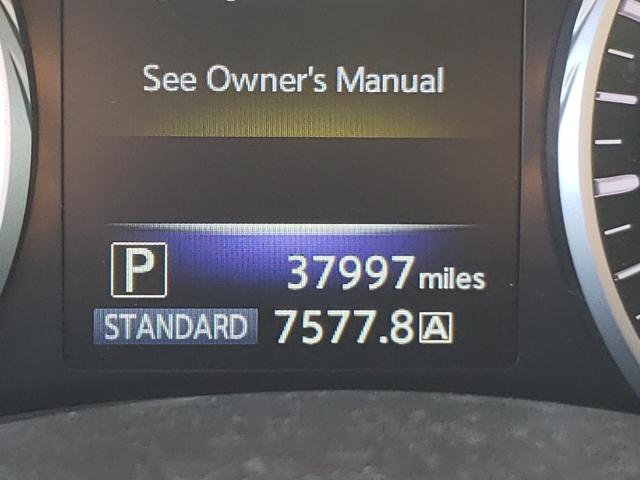 See Owner's Manual
P 37997 miles
STANDARD 7577.8 A